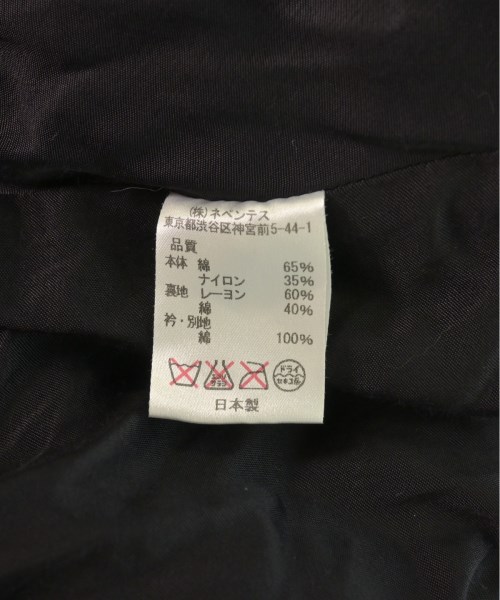 (株)ネペンテス
東京都渋谷区神宮前5-44-1
品質
本体 綿 65%
ナイロン 35%
裏地 レーヨン 60%
綿 40%
衿・別地
綿 100%
ドライ
日本製